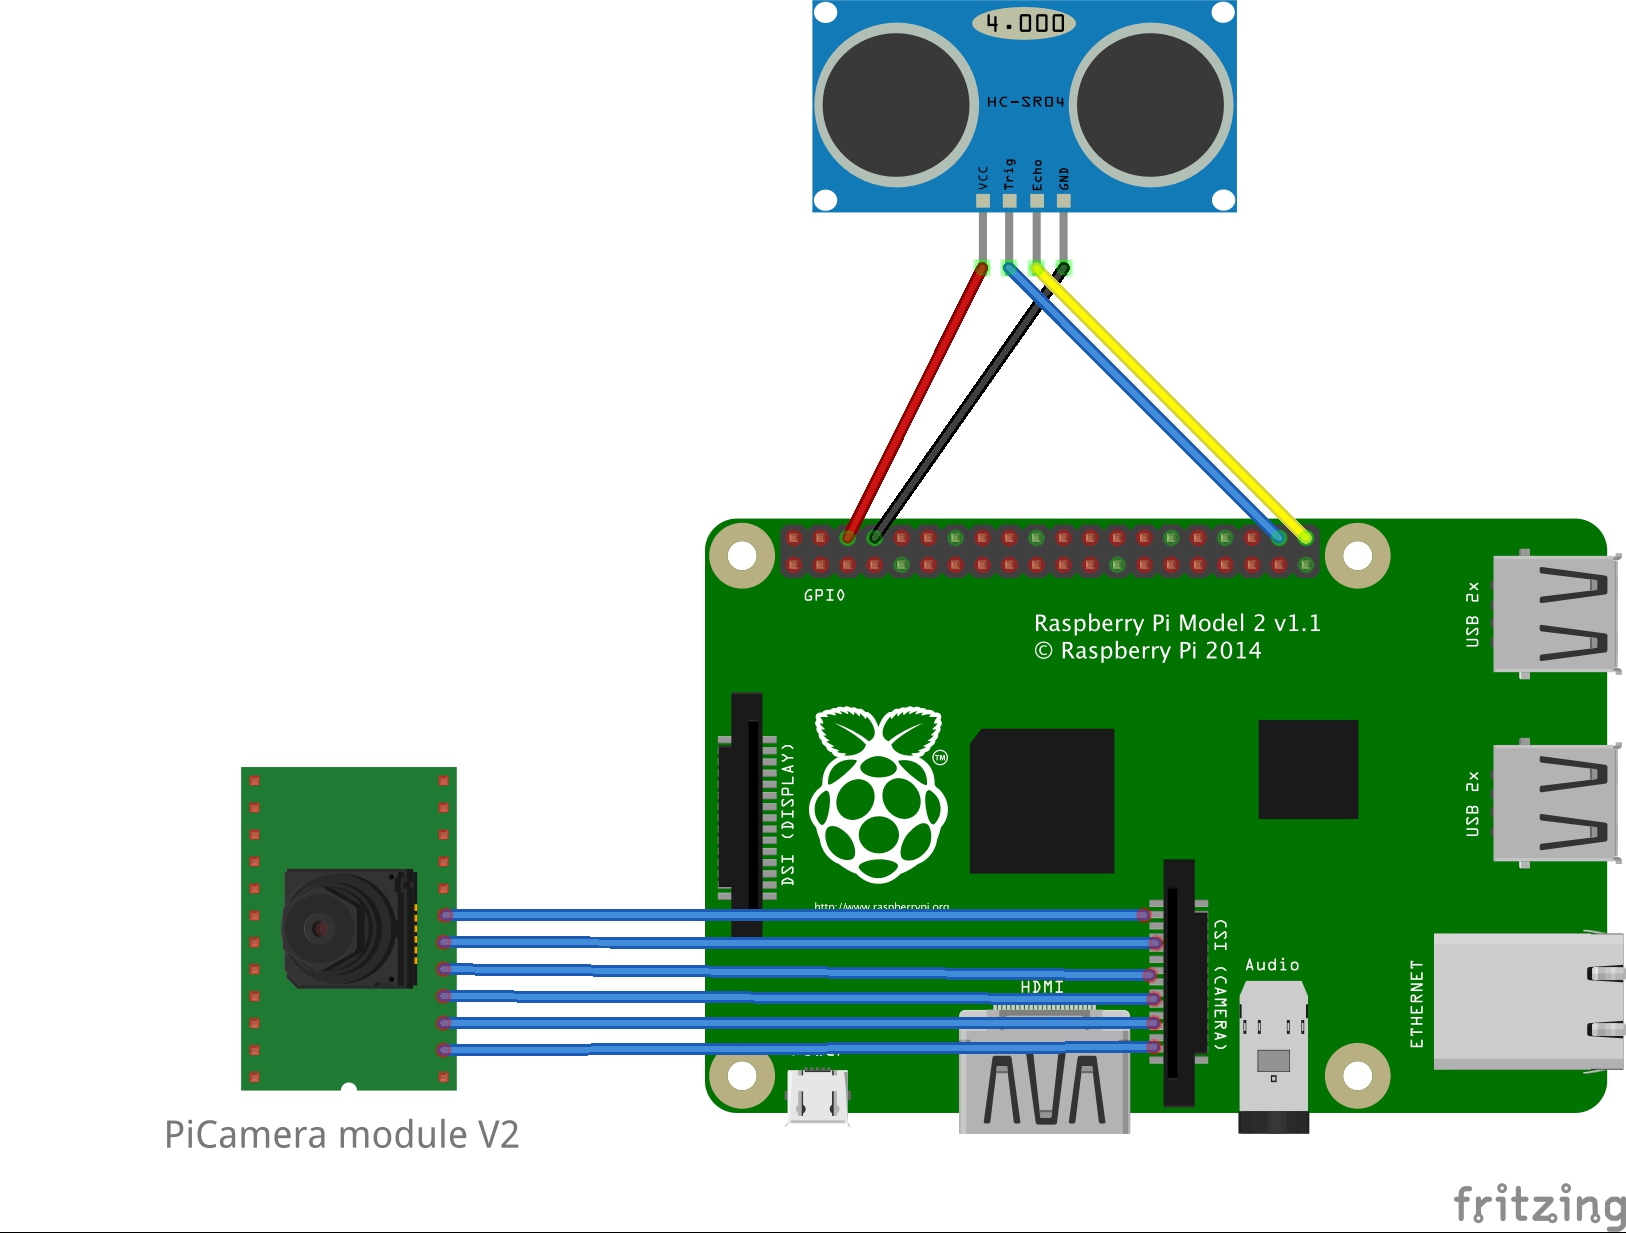 4.000
HC-SR04
VCC
Trig
Echo
GND
GPIO
Raspberry Pi Model 2 v1.1
© Raspberry Pi 2014
USB 2x
DSI (DISPLAY)
TM
USB 2x
http://www.raspberrypi.org
CSI (CAMERA)
Audio
HDMI
ETHERNET
PiCamera module V2
fritzing